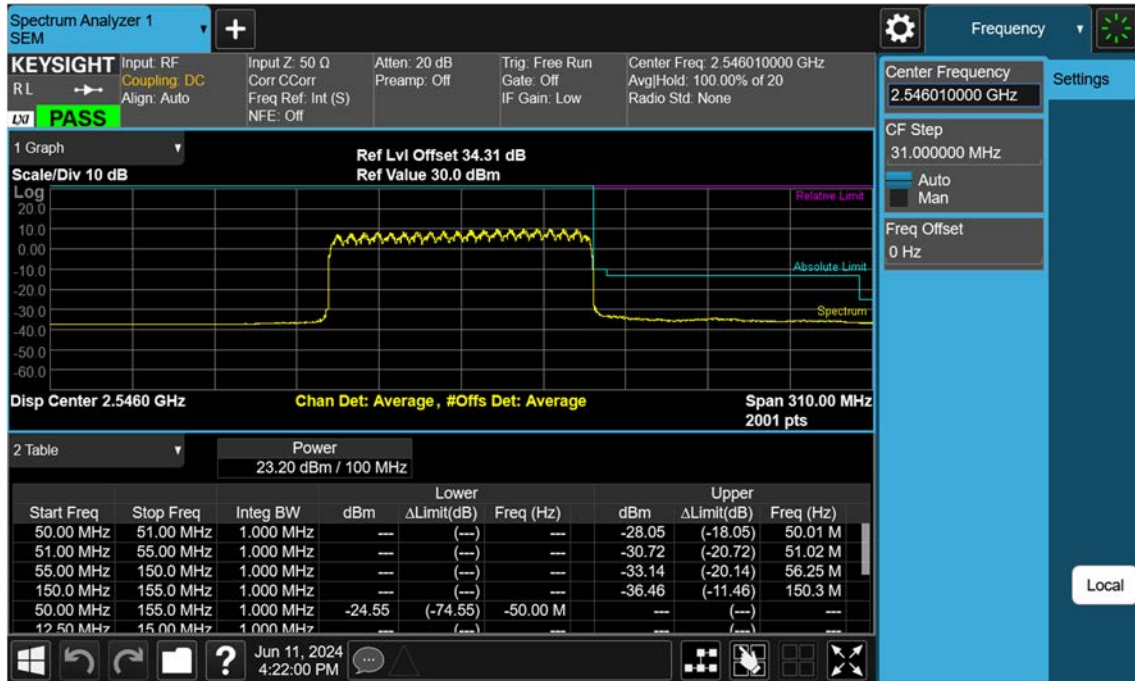 Spectrum Analyzer 1
SEM
+
Frequency
KEYSIGHT
RL
LXI PASS
Input: RF
Coupling: DC
Align: Auto
Input Z: 50 Ω
Corr CCorr
Freq Ref: Int (S)
NFE: Off
Atten: 20 dB
Preamp: Off
Trig: Free Run
Gate: Off
IF Gain: Low
Center Freq: 2.546010000 GHz
Avg|Hold: 100.00% of 20
Radio Std: None
Center Frequency
2.546010000 GHz
Settings
CF Step
31.000000 MHz
Auto
Man
Freq Offset
0 Hz
1 Graph
Scale/Div 10 dB
Ref Lvl Offset 34.31 dB
Ref Value 30.0 dBm
Log
20.0
10.0
0.00
-10.0
-20.0
-30.0
-40.0
-50.0
-60.0
Relative Limit
Absolute Limit
Spectrum
Disp Center 2.5460 GHz
Chan Det: Average, #Offs Det: Average
Span 310.00 MHz
2001 pts
2 Table
Power
23.20 dBm / 100 MHz
Lower Upper
Start Freq Stop Freq Integ BW dBm ΔLimit(dB) Freq (Hz) dBm ΔLimit(dB) Freq (Hz)
50.00 MHz 51.00 MHz 1.000 MHz --- (---) --- -28.05 (-18.05) 50.01 M
51.00 MHz 55.00 MHz 1.000 MHz --- (---) --- -30.72 (-20.72) 51.02 M
55.00 MHz 150.0 MHz 1.000 MHz --- (---) --- -33.14 (-20.14) 56.25 M
150.0 MHz 155.0 MHz 1.000 MHz --- (---) --- -36.46 (-11.46) 150.3 M
50.00 MHz 155.0 MHz 1.000 MHz -24.55 (-74.55) -50.00 M --- (---) ---
12.50 MHz 15.00 MHz 1.000 MHz --- (---) --- --- (---) ---
Local
?
Jun 11, 2024
4:22:00 PM